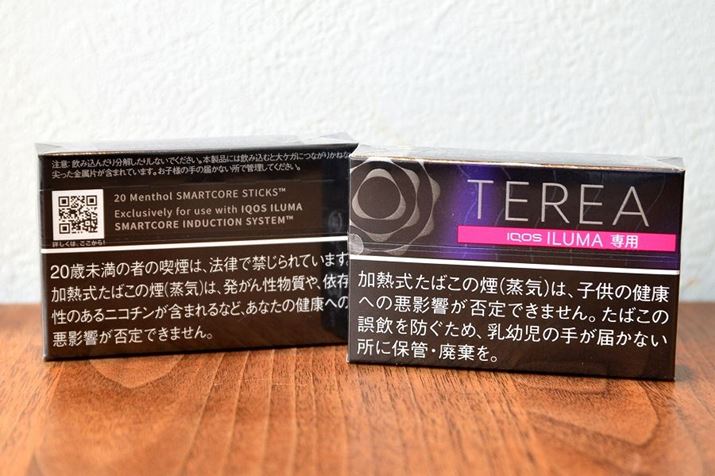 注意：飲み込んだり分解したりしないでください。本製品には飲み込むと大ケガにつながりかねな
尖った金属片が含まれています。お子様の手の届かない所で管理してください。
20 Menthol SMARTCORE STICKS™
Exclusively for use with IQOS ILUMA
SMARTCORE INDUCTION SYSTEM™
詳しくは、ここから!
20歳未満の者の喫煙は、法律で禁じられています
加熱式たばこの煙(蒸気)は、発がん性物質や、依存
性のあるニコチンが含まれるなど、あなたの健康への
悪影響が否定できません。
TEREA
IQOS ILUMA 専用
加熱式たばこの煙(蒸気)は、子供の健康
への悪影響が否定できません。たばこの
誤飲を防ぐため、乳幼児の手が届かない
所に保管・廃棄を。